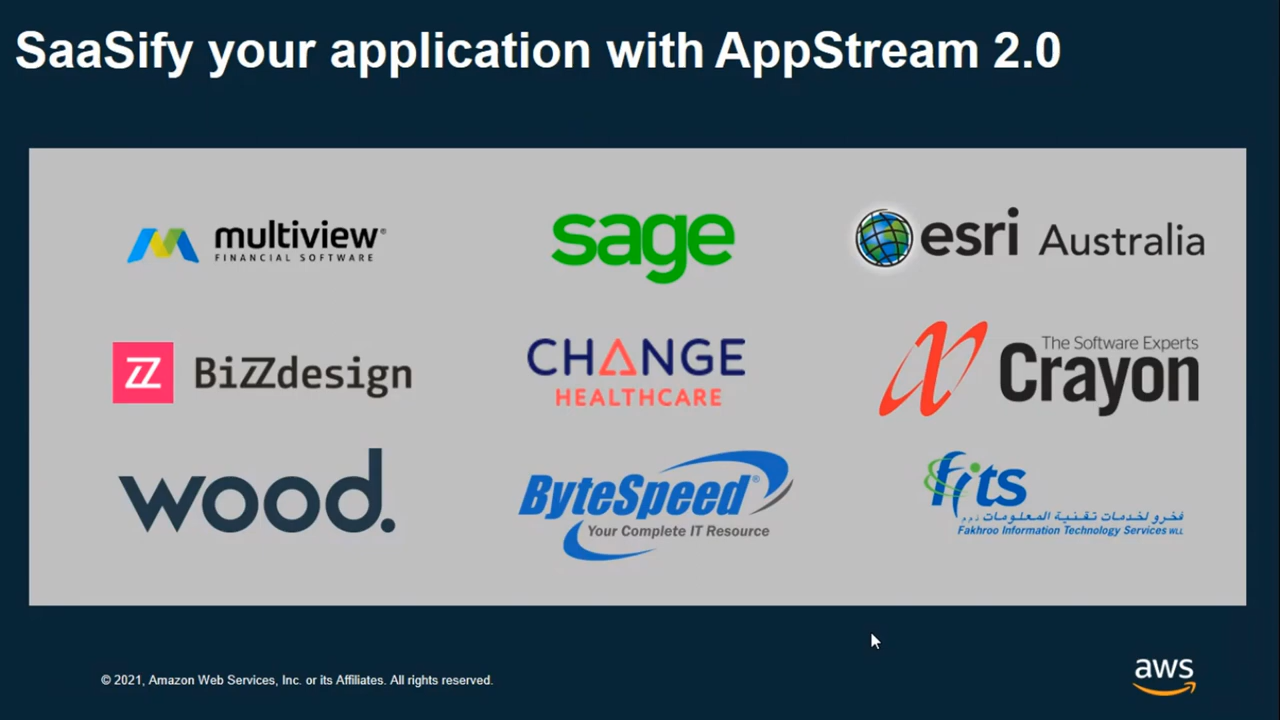 SaaSify your application with AppStream 2.0
multiview®
FINANCIAL SOFTWARE
sage
esri Australia
ZZ BiZZdesign
CHANGE
HEALTHCARE
The Software Experts
Crayon
wood.
ByteSpeed®
Your Complete IT Resource
fits
فخرو لخدمات تقنية المعلومات ذ.م.م
Fakhroo Information Technology Services WLL
© 2021, Amazon Web Services, Inc. or its Affiliates. All rights reserved.
aws